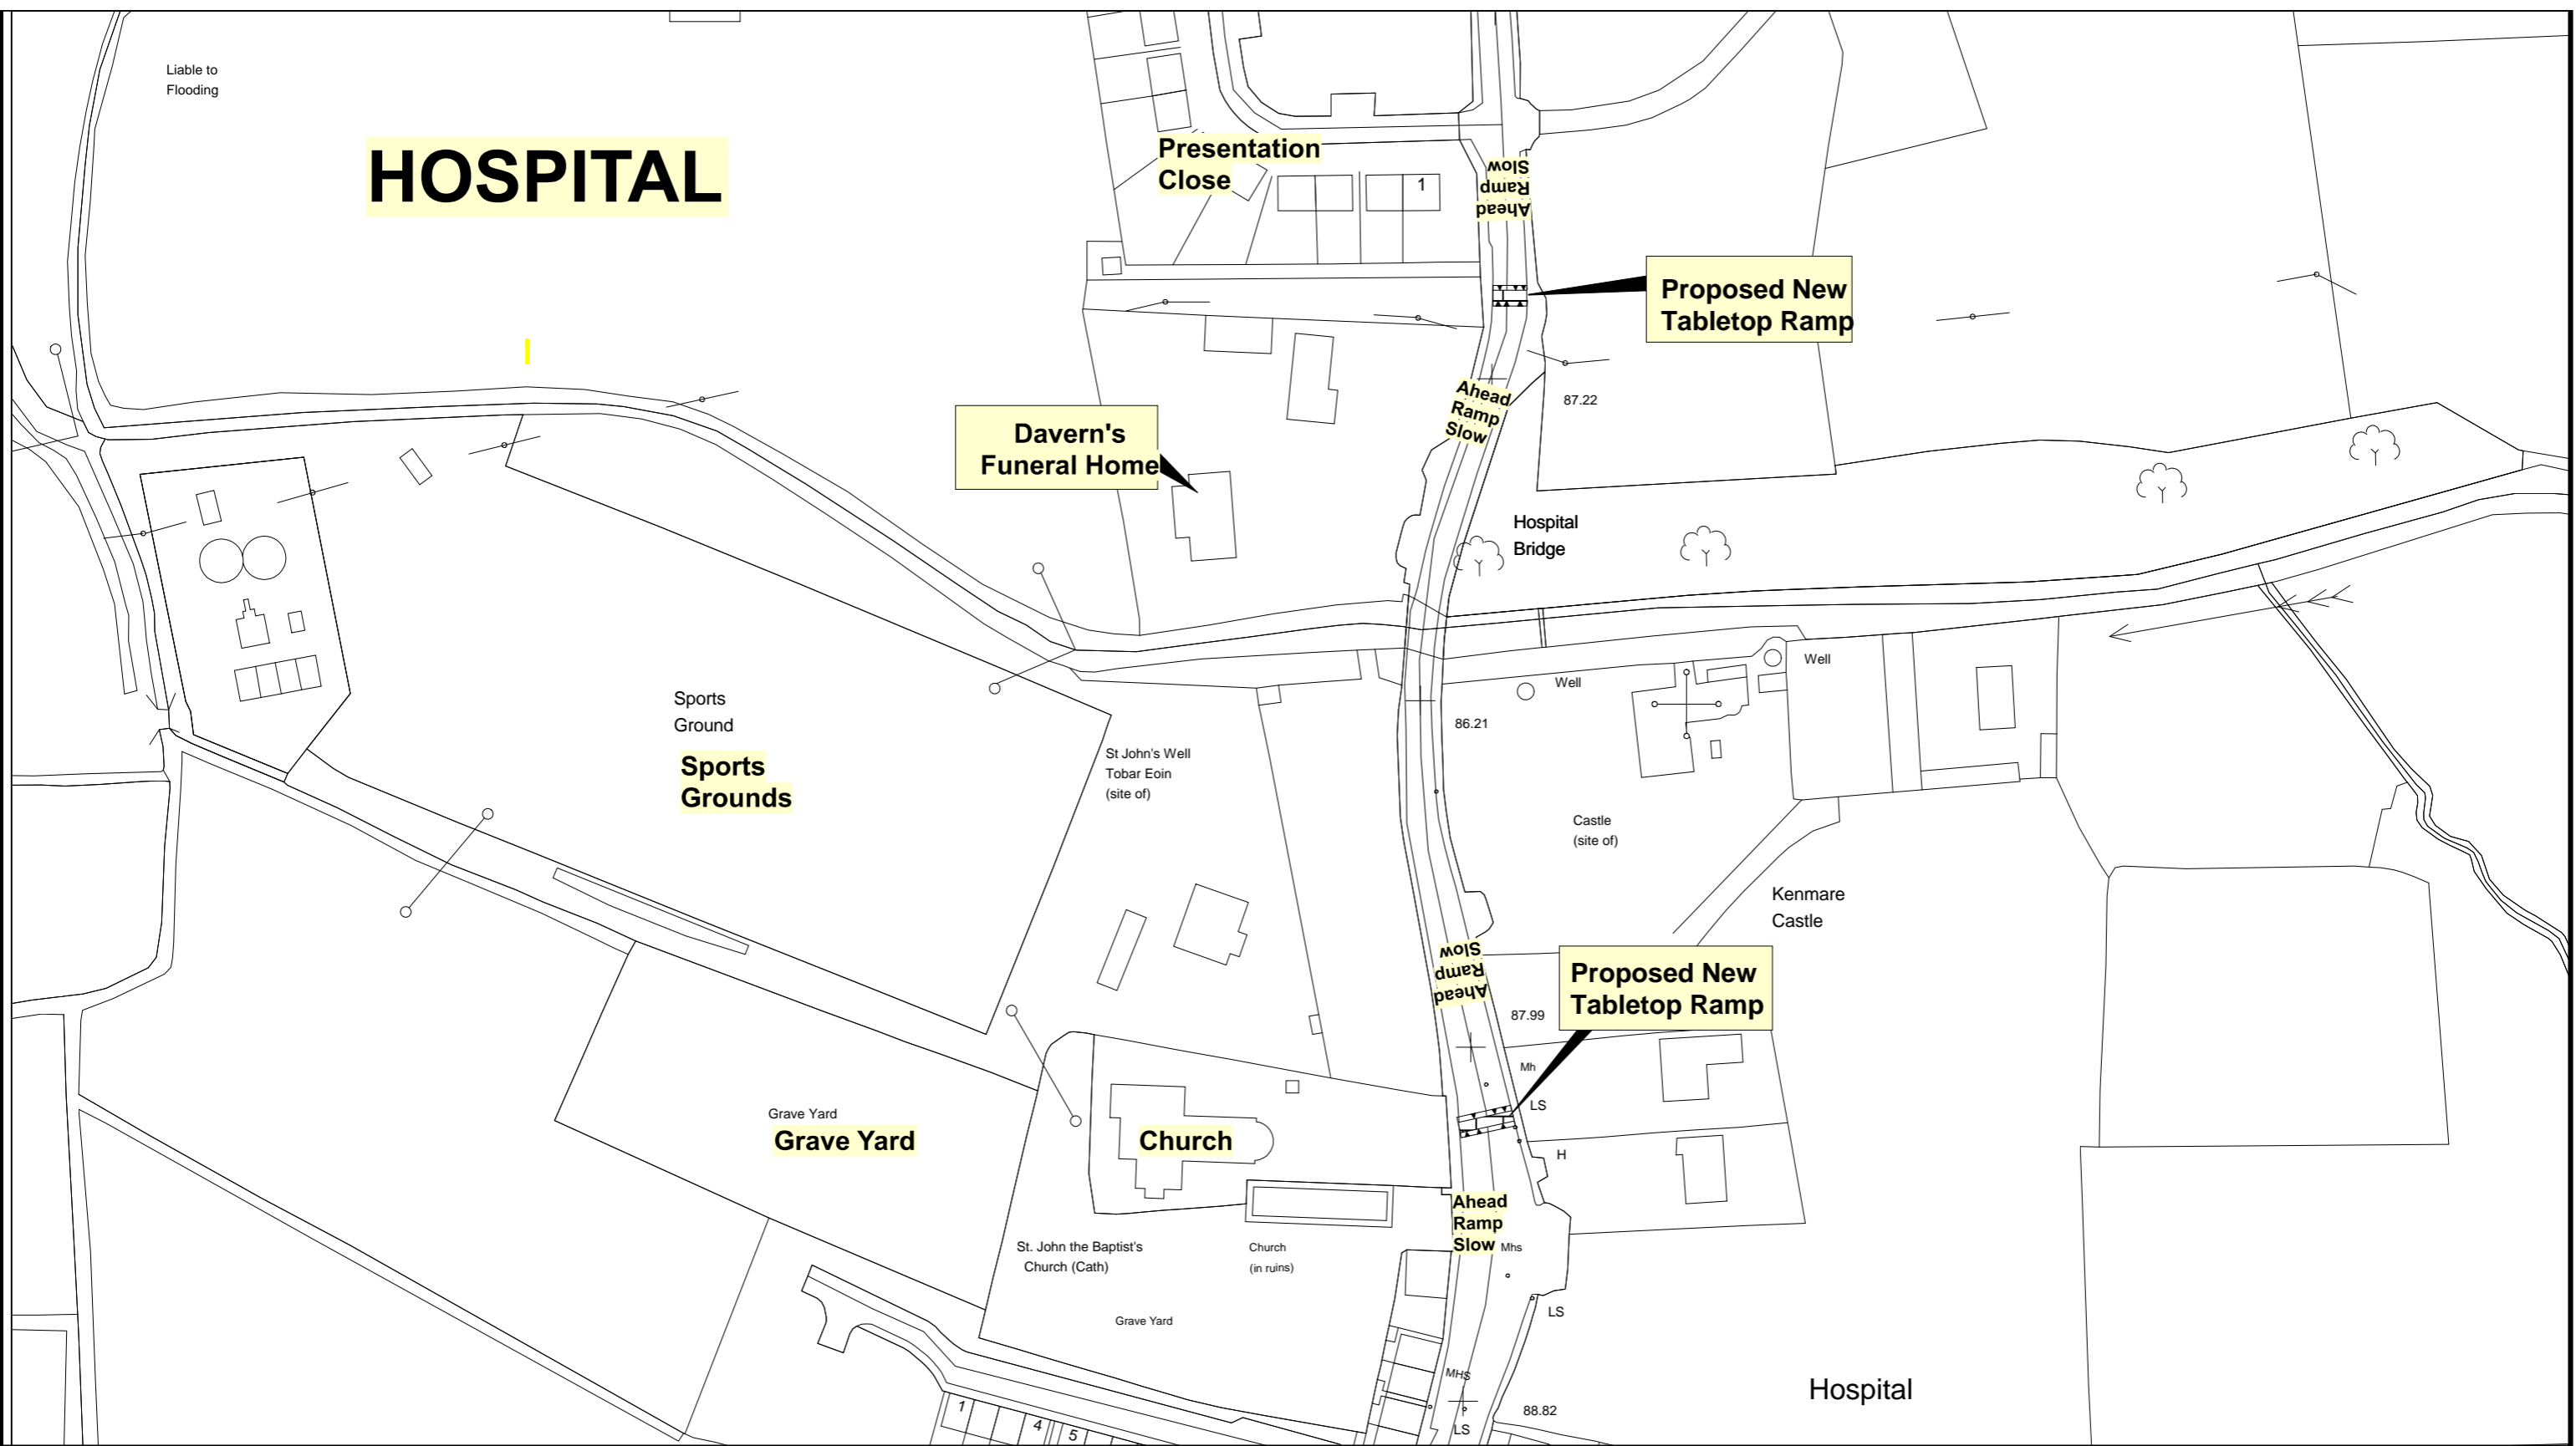 Liable to
Flooding
HOSPITAL
Presentation
Close
1
Slow
Ramp
Ahead
Proposed New
Tabletop Ramp
Ahead
Ramp
Slow
87.22
Davern's
Funeral Home
Hospital
Bridge
Well
Well
86.21
Sports
Ground
Sports
Grounds
St John's Well
Tobar Eoin
(site of)
Castle
(site of)
Kenmare
Castle
Slow
Ramp
Ahead
Proposed New
Tabletop Ramp
87.99
Mh
LS
H
Grave Yard
Grave Yard
Church
Ahead
Ramp
Slow
Mhs
St. John the Baptist's
Church (Cath)
Church
(in ruins)
Grave Yard
LS
MHS
Hospital
88.82
LS
1
4
5